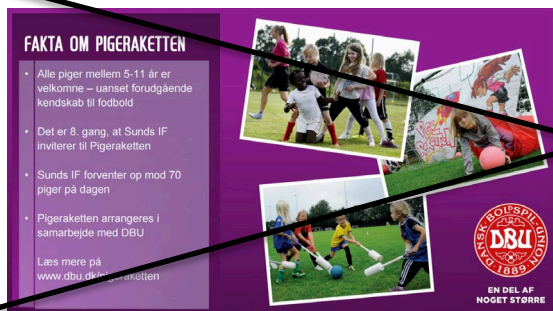 FAKTA OM PIGERAKETTEN
• Alle piger mellem 5-11 år er
velkomne – uanset forudgående
kendskab til fodbold
• Det er 8. gang, at Sunds IF
inviterer til Pigeraketten
• Sunds IF forventer op mod 70
piger på dagen
• Pigeraketten arrangeres i
samarbejde med DBU
Læs mere på
www.dbu.dk/pigeraketten
DANSK BOLDSPIL-UNION
DBU
1889
EN DEL AF
NOGET STØRRE